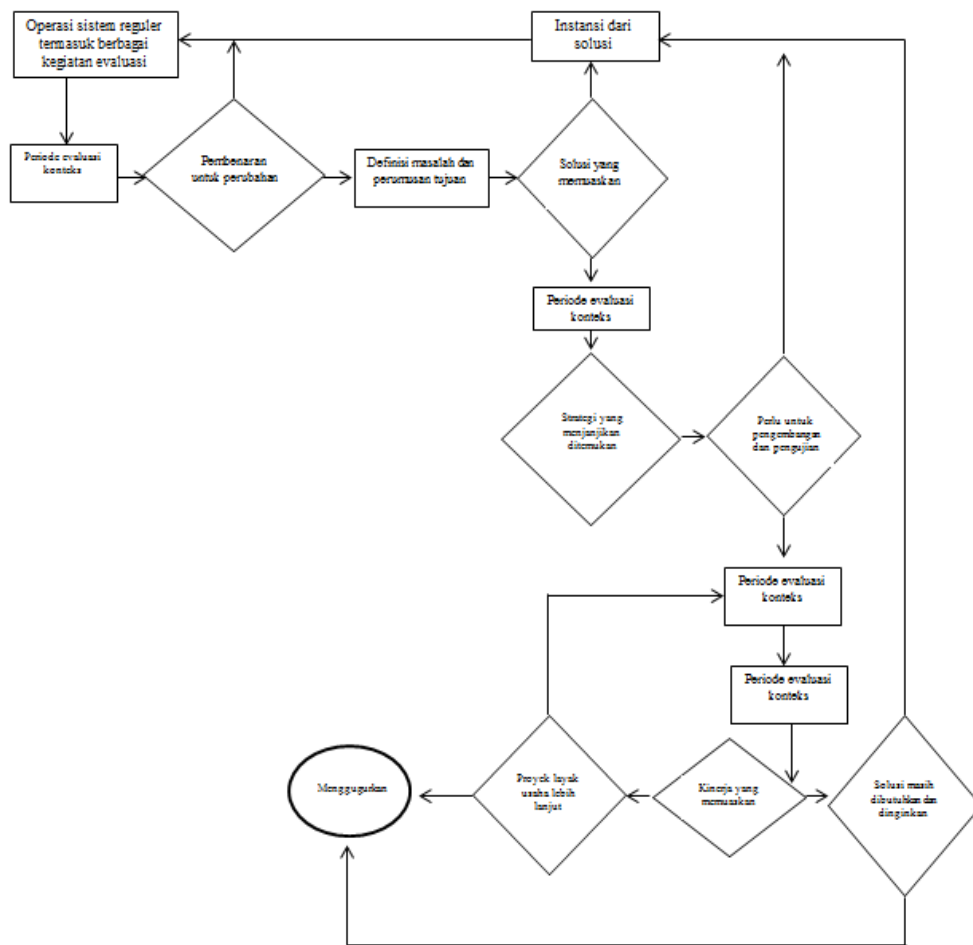 Operasi sistem reguler
termasuk berbagai
kegiatan evaluasi
Instansi dari
solusi
Periode evaluasi
konteks
Pembenaran
untuk perubahan
Definisi masalah dan
perumusan tujuan
Solusi yang
memuaskan
Periode evaluasi
konteks
Strategi yang
menjanjikan
ditemukan
Perlu untuk
pengembangan
dan pengujian
Periode evaluasi
konteks
Periode evaluasi
konteks
Menggugurkan
Proyek layak
usaha lebih
lanjut
Kinerja yang
memuaskan
Solusi masih
dibutuhkan dan
dinginkan